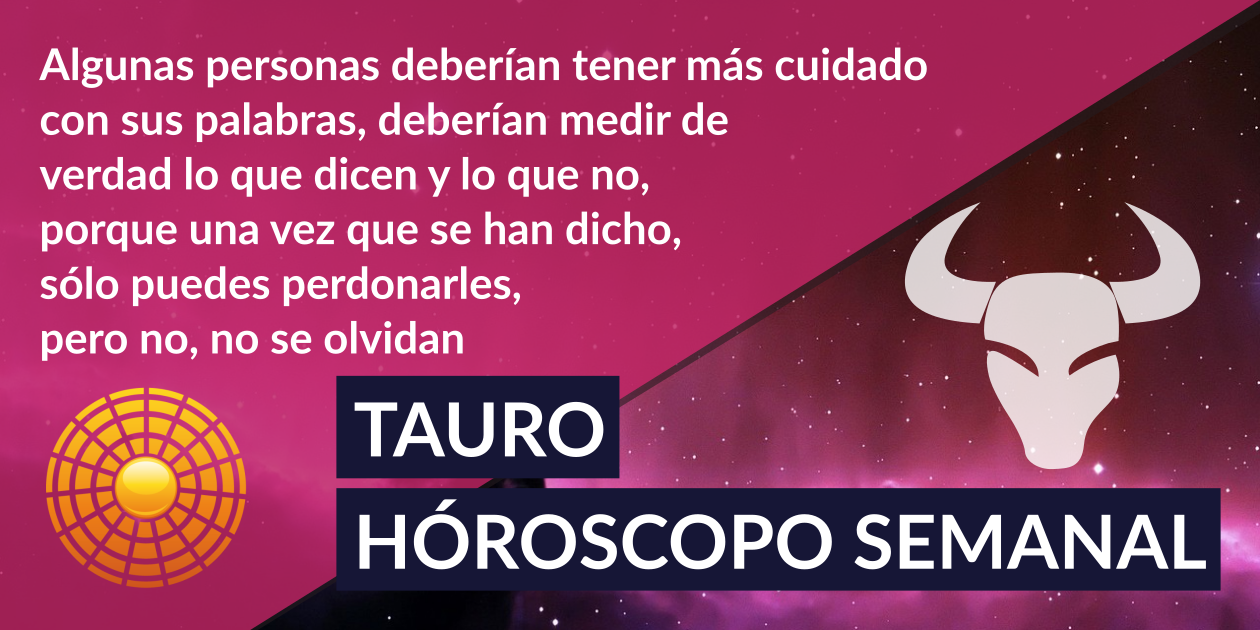 Algunas personas deberían tener más cuidado
con sus palabras, deberían medir de
verdad lo que dicen y lo que no,
porque una vez que se han dicho,
sólo puedes perdonarles,
pero no, no se olvidan
TAURO
HÓROSCOPO SEMANAL